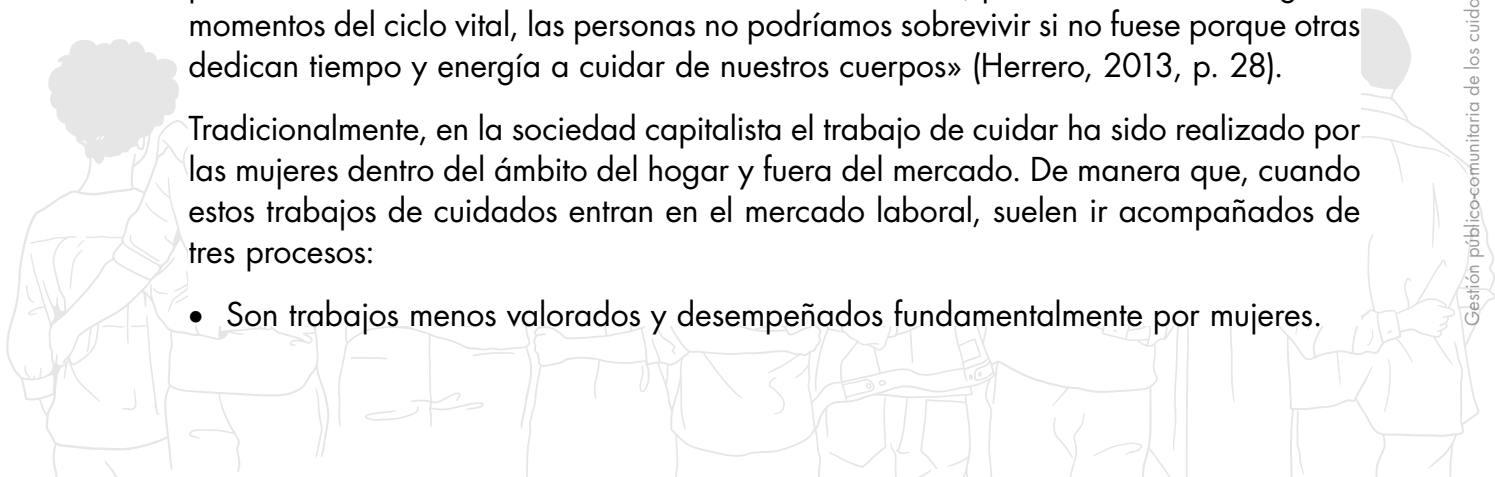 momentos del ciclo vital, las personas no podríamos sobrevivir si no fuese porque otras
dedican tiempo y energía a cuidar de nuestros cuerpos» (Herrero, 2013, p. 28).
Tradicionalmente, en la sociedad capitalista el trabajo de cuidar ha sido realizado por
las mujeres dentro del ámbito del hogar y fuera del mercado. De manera que, cuando
estos trabajos de cuidados entran en el mercado laboral, suelen ir acompañados de
tres procesos:
• Son trabajos menos valorados y desempeñados fundamentalmente por mujeres.
Gestión público-comunitaria de los